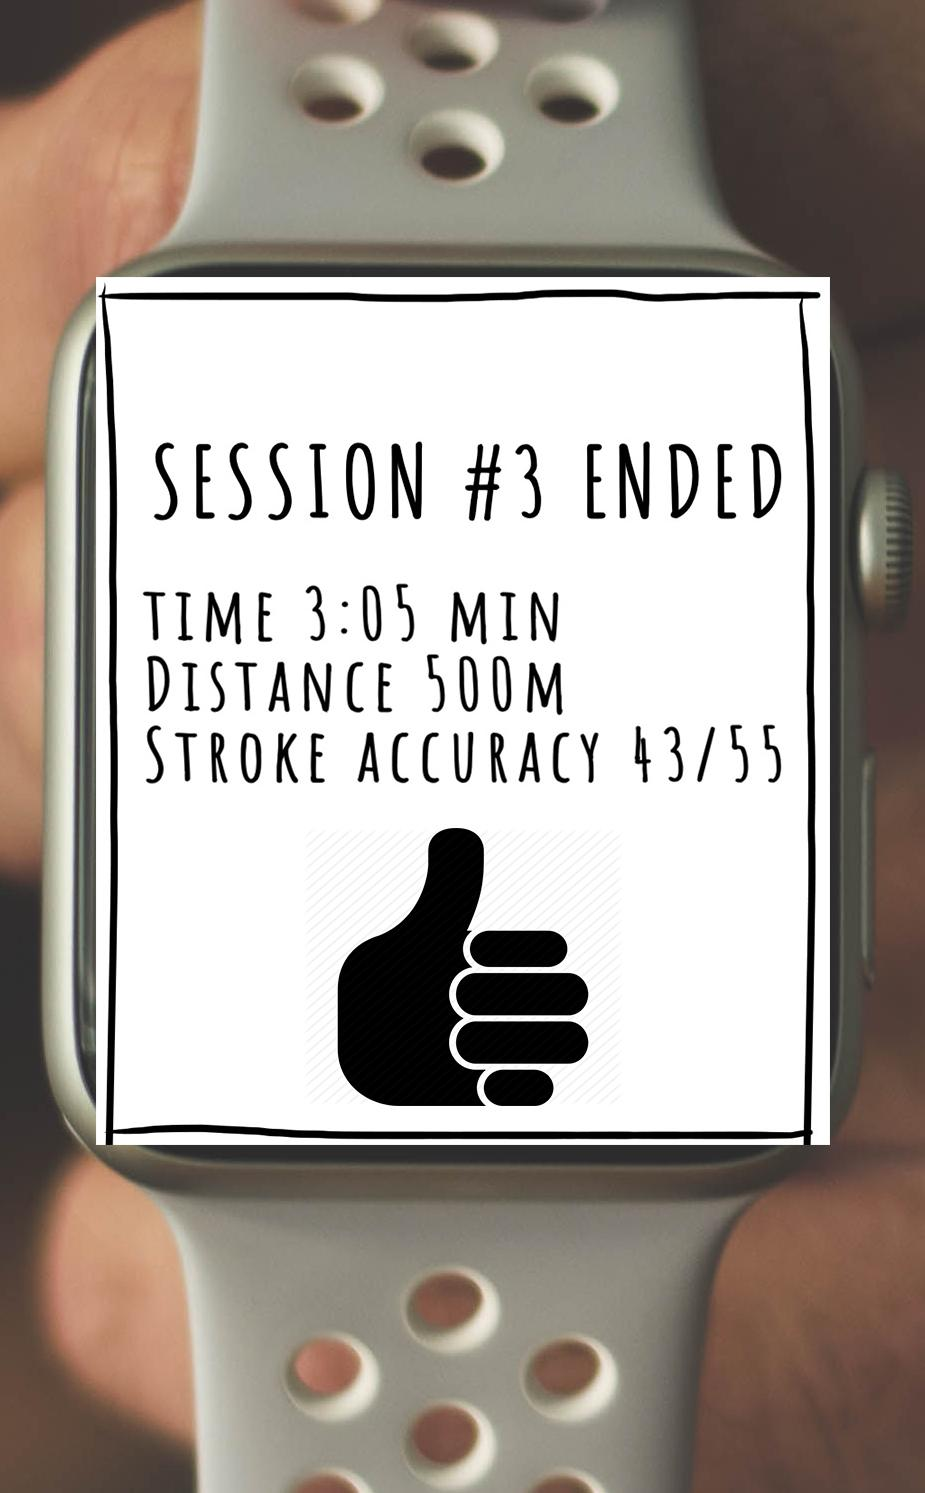 SESSION #3 ENDED
TIME 3:05 MIN
DISTANCE 500M
STROKE ACCURACY 43/55